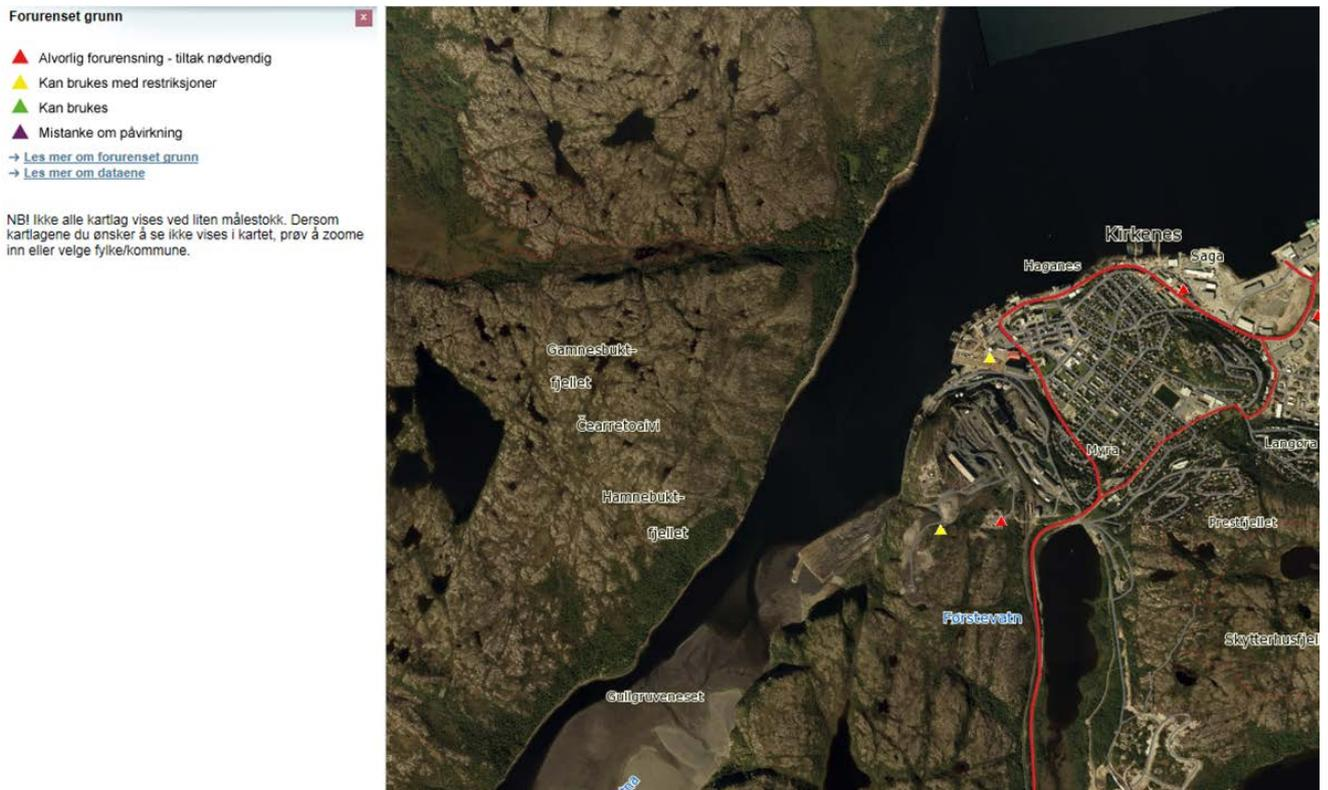 Forurenset grunn
x
Alvorlig forurensning - tiltak nødvendig
Kan brukes med restriksjoner
Kan brukes
Mistanke om påvirkning
→ Les mer om forurenset grunn
→ Les mer om dataene
NB! Ikke alle kartlag vises ved liten målestokk. Dersom
kartlagene du ønsker å se ikke vises i kartet, prøv å zoome
inn eller velge fylke/kommune.
Kirkenes
Saga
Haganes
Gamnesbukt-
fjellet
Čearretoaivi
Langøra
Myra
Hamnebukt-
fjellet
Prestfjellet
Førstevatn
Skytterhusfjel
Gullgruveneset